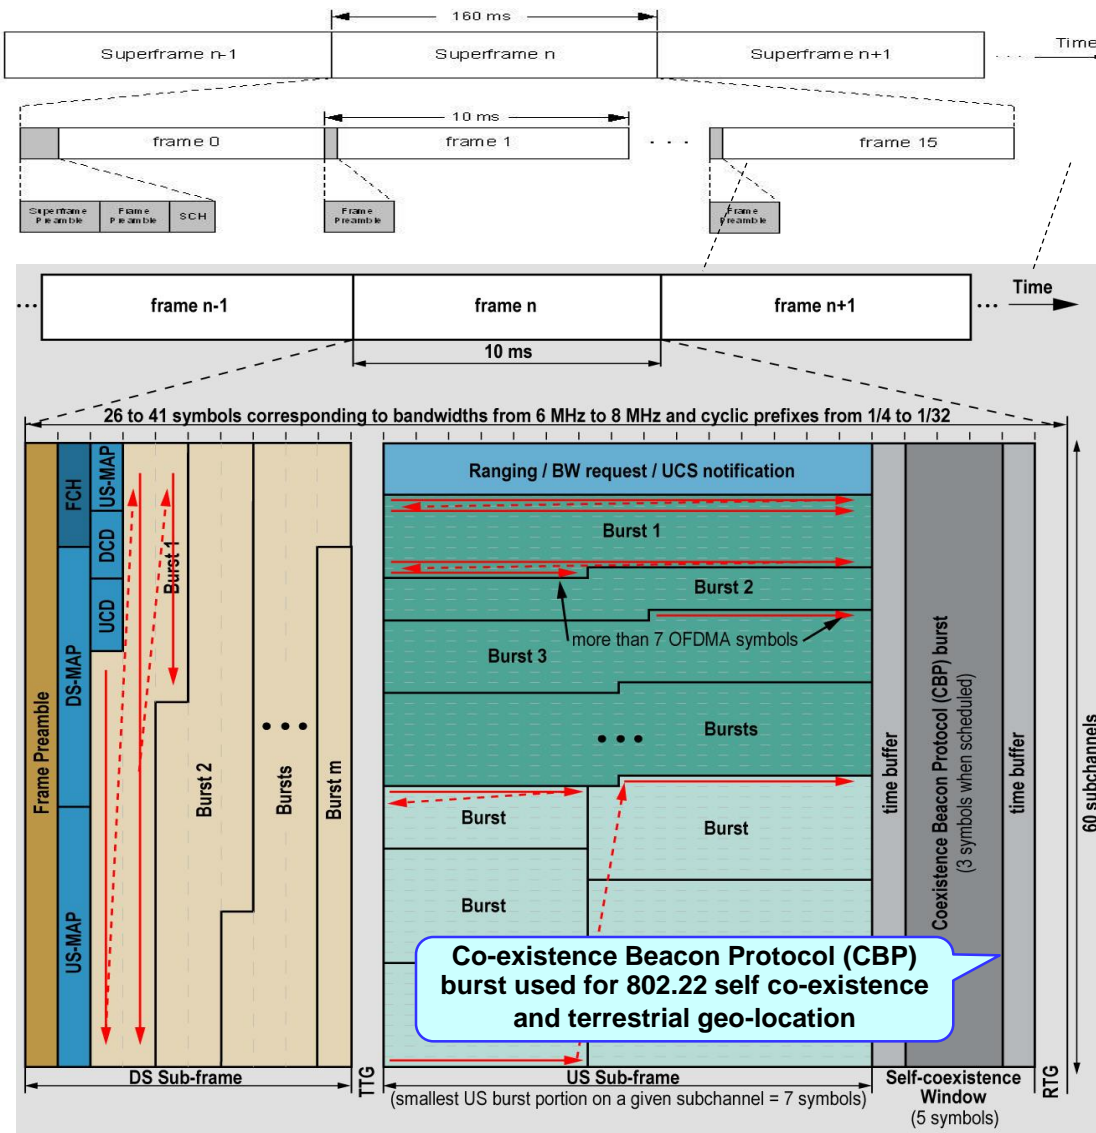 160 ms
Superframe n-1
Superframe n
Superframe n+1
. . .
Time
10 ms
frame 0
frame 1
. . .
frame 15
Superframe
Preamble
Frame
Preamble
SCH
Frame
Preamble
Frame
Preamble
...
frame n-1
frame n
frame n+1
...
Time
10 ms
26 to 41 symbols corresponding to bandwidths from 6 MHz to 8 MHz and cyclic prefixes from 1/4 to 1/32
Frame Preamble
FCH
DS-MAP
US-MAP
US-MAP
DCD
UCD
Burst 1
Burst 2
...
Bursts
Burst m
Ranging / BW request / UCS notification
Burst 1
Burst 2
more than 7 OFDMA symbols
Burst 3
Bursts
...
Burst
Burst
Burst
time buffer
Coexistence Beacon Protocol (CBP) burst
(3 symbols when scheduled)
time buffer
60 subchannels
Co-existence Beacon Protocol (CBP)
burst used for 802.22 self co-existence
and terrestrial geo-location
DS Sub-frame
TTG
US Sub-frame
(smallest US burst portion on a given subchannel = 7 symbols)
Self-coexistence
Window
(5 symbols)
RTG